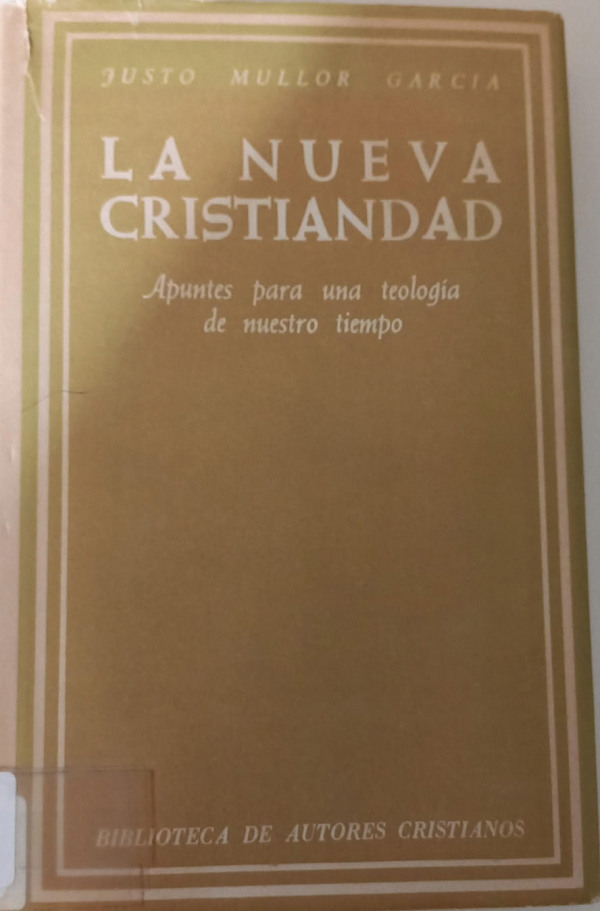 JUSTO MULLOR GARCIA
LA NUEVA
CRISTIANDAD
Apuntes para una teología
de nuestro tiempo
BIBLIOTECA DE AUTORES CRISTIANOS